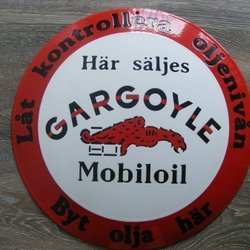 Låt kontrollera oljenivån
Här säljes
GARGOYLE
Mobiloil
Byt olja här